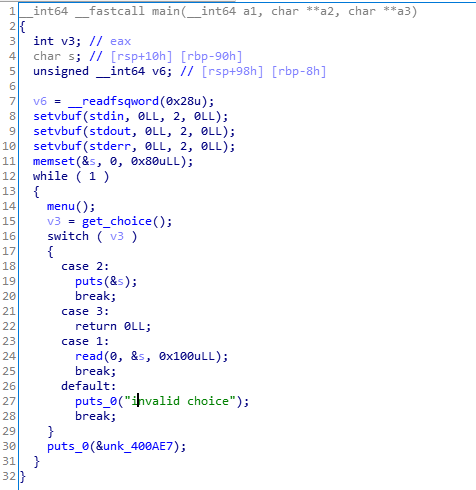 1 __int64 __fastcall main(__int64 a1, char **a2, char **a3)
2 {
3   int v3; // eax
4   char s; // [rsp+10h] [rbp-90h]
5   unsigned __int64 v6; // [rsp+98h] [rbp-8h]
6
7   v6 = __readfsqword(0x28u);
8   setvbuf(stdin, 0LL, 2, 0LL);
9   setvbuf(stdout, 0LL, 2, 0LL);
10   setvbuf(stderr, 0LL, 2, 0LL);
11   memset(&s, 0, 0x80uLL);
12   while ( 1 )
13   {
14     menu();
15     v3 = get_choice();
16     switch ( v3 )
17     {
18       case 2:
19         puts(&s);
20         break;
21       case 3:
22         return 0LL;
23       case 1:
24         read(0, &s, 0x100uLL);
25         break;
26       default:
27         puts_0("invalid choice");
28         break;
29     }
30     puts_0(&unk_400AE7);
31   }
32 }